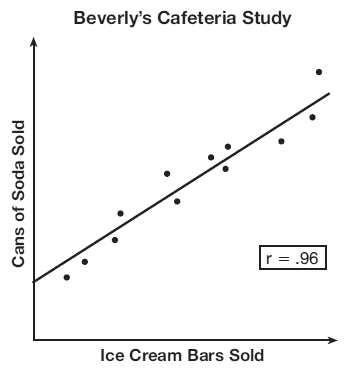 Beverly's Cafeteria Study
Cans of Soda Sold
r = .96
Ice Cream Bars Sold